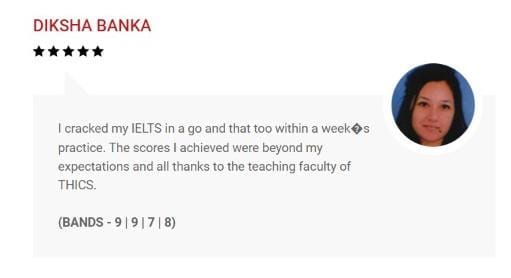 DIKSHA BANKA
★★★★★
I cracked my IELTS in a go and that too within a week�s
practice. The scores I achieved were beyond my
expectations and all thanks to the teaching faculty of
THICS.
(BANDS - 9 | 9 | 7 | 8)